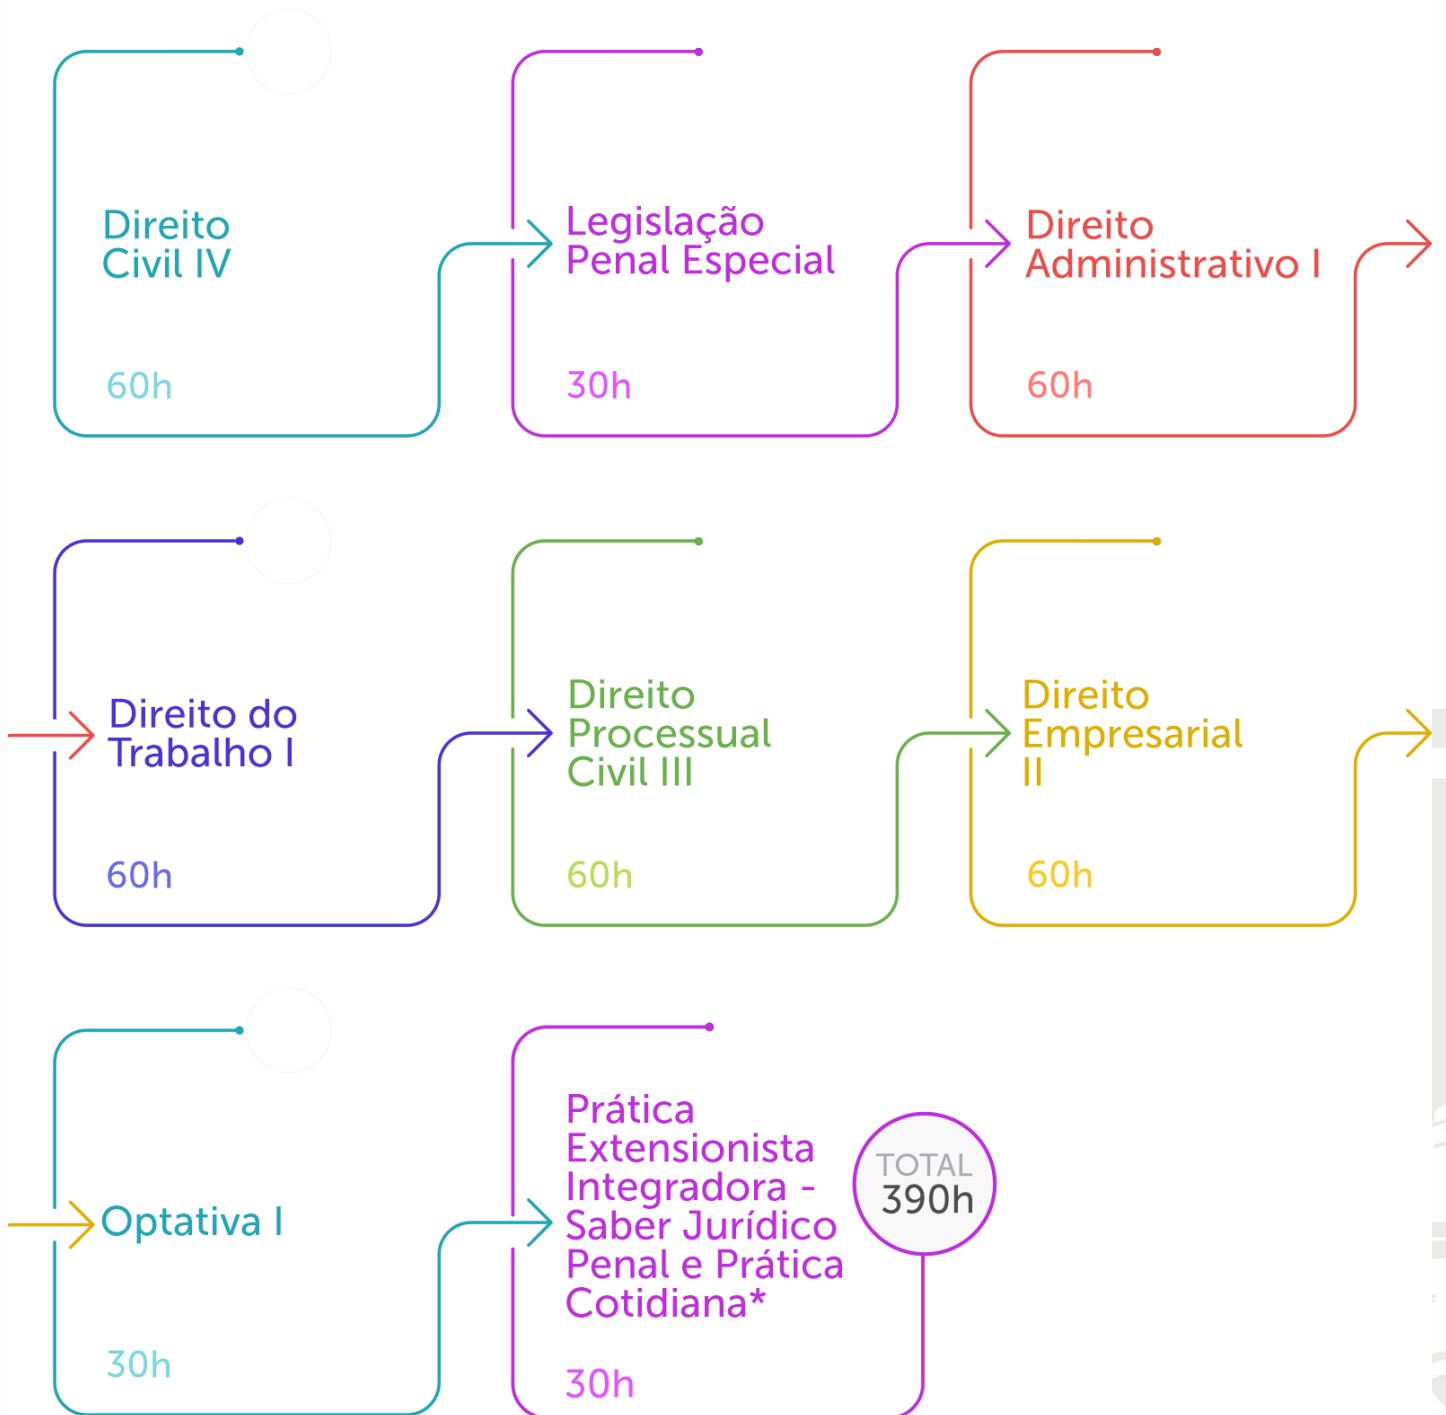 Direito
Civil IV
60h
Legislação
Penal Especial
30h
Direito
Administrativo I
60h
Direito do
Trabalho I
60h
Direito
Processual
Civil III
60h
Direito
Empresarial
II
60h
Optativa I
30h
Prática
Extensionista
Integradora -
Saber Jurídico
Penal e Prática
Cotidiana*
30h
TOTAL
390h